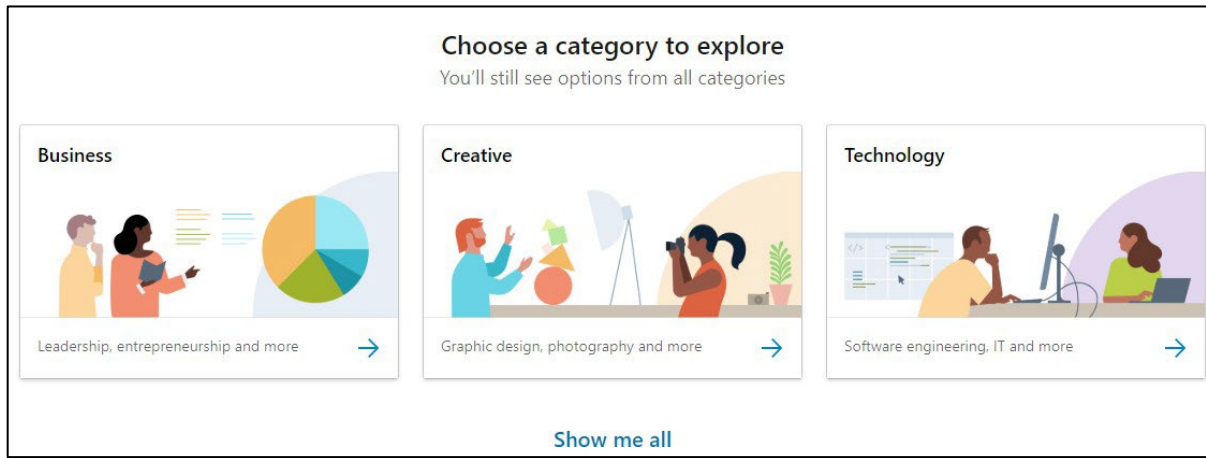 Choose a category to explore
You'll still see options from all categories
Business
Leadership, entrepreneurship and more
Creative
Graphic design, photography and more
Technology
</>
Software engineering, IT and more
Show me all